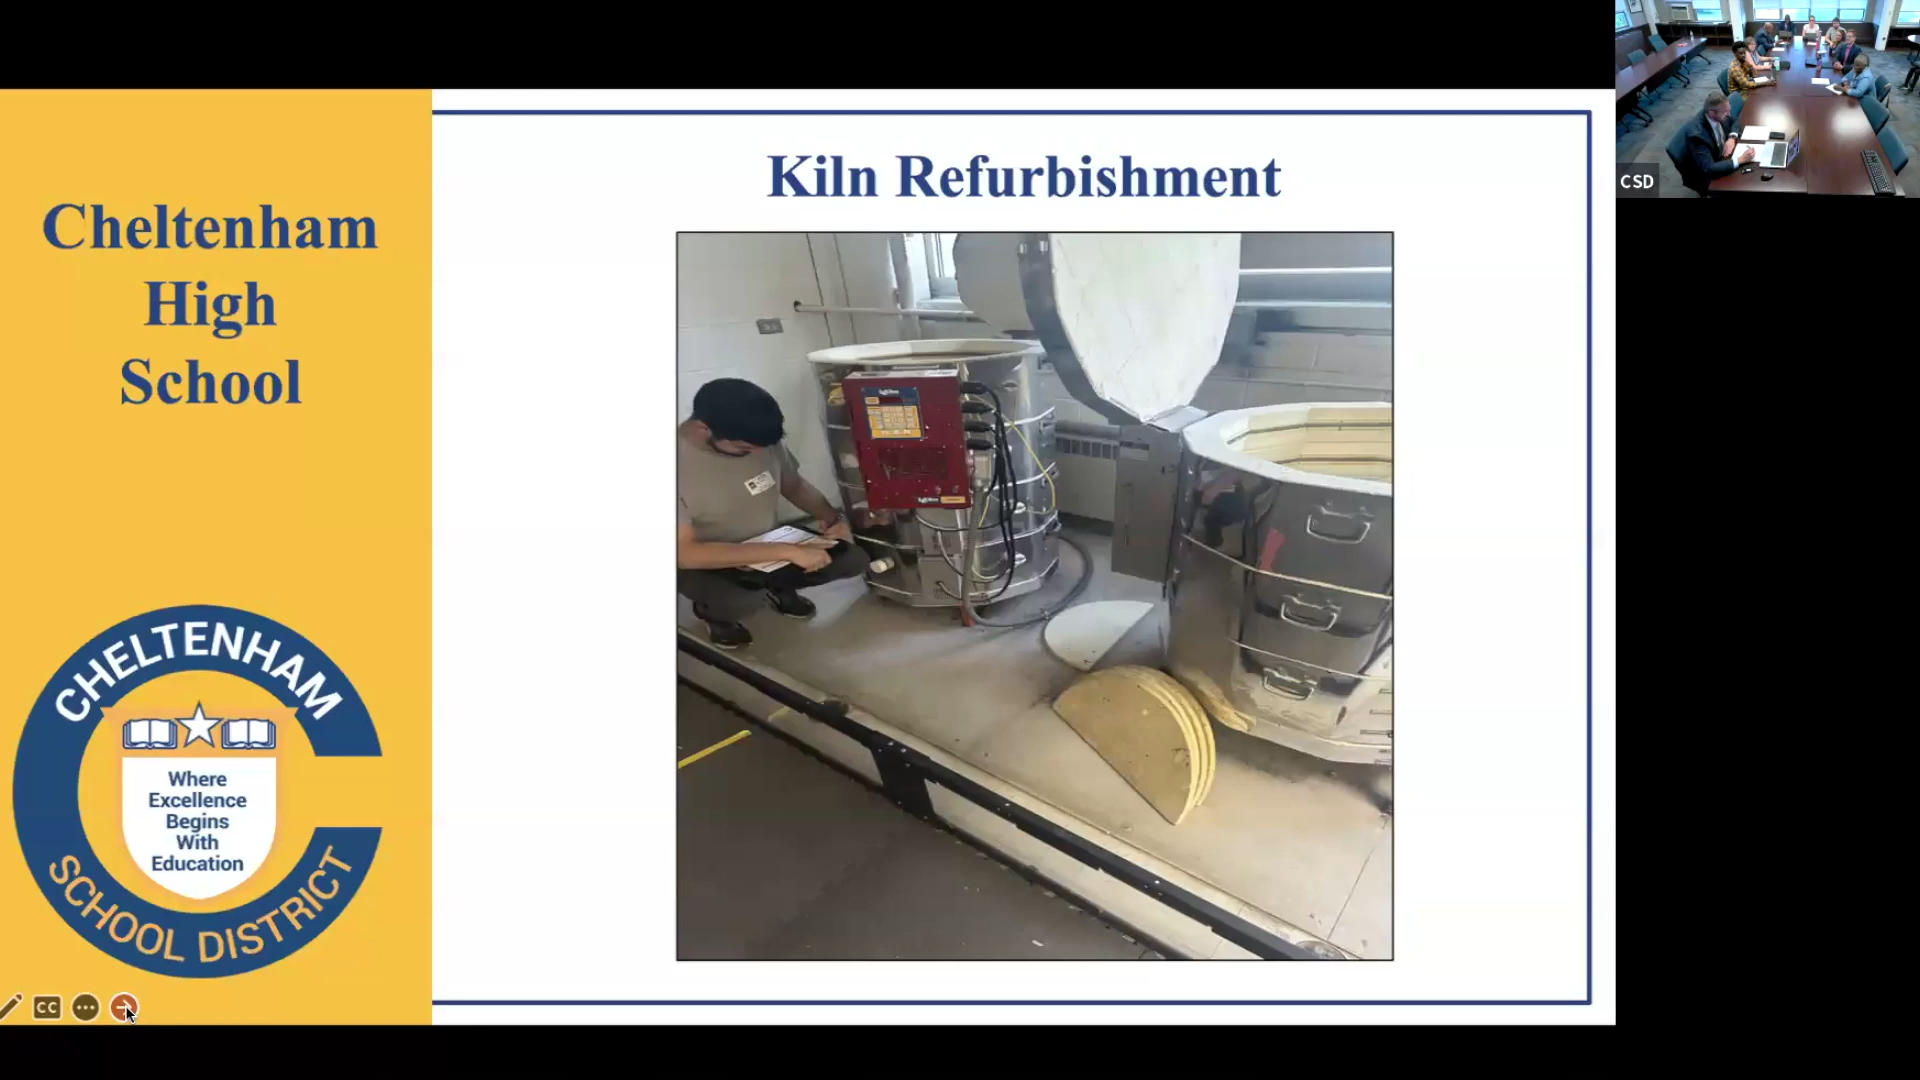 Kiln Refurbishment
Cheltenham
High
School
CHELTENHAM
Where
Excellence
Begins
With
Education
SCHOOL DISTRICT
CC
CSD